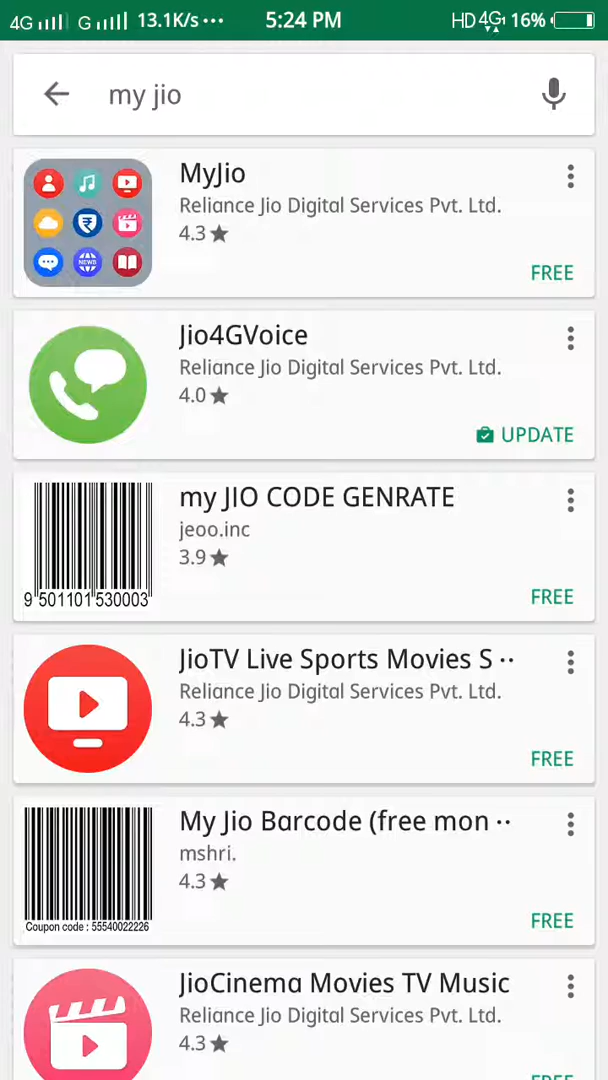 4G G 13.1K/s ··· 5:24 PM HD 4G 16%
my jio
MyJio
Reliance Jio Digital Services Pvt. Ltd.
4.3★
FREE
Jio4GVoice
Reliance Jio Digital Services Pvt. Ltd.
4.0★
UPDATE
my JIO CODE GENRATE
jeoo.inc
3.9★
9 501101 530003
FREE
JioTV Live Sports Movies S ··
Reliance Jio Digital Services Pvt. Ltd.
4.3★
FREE
My Jio Barcode (free mon ··
mshri.
4.3★
Coupon code : 55540022226
FREE
JioCinema Movies TV Music
Reliance Jio Digital Services Pvt. Ltd.
4.3★
FREE
NEWS